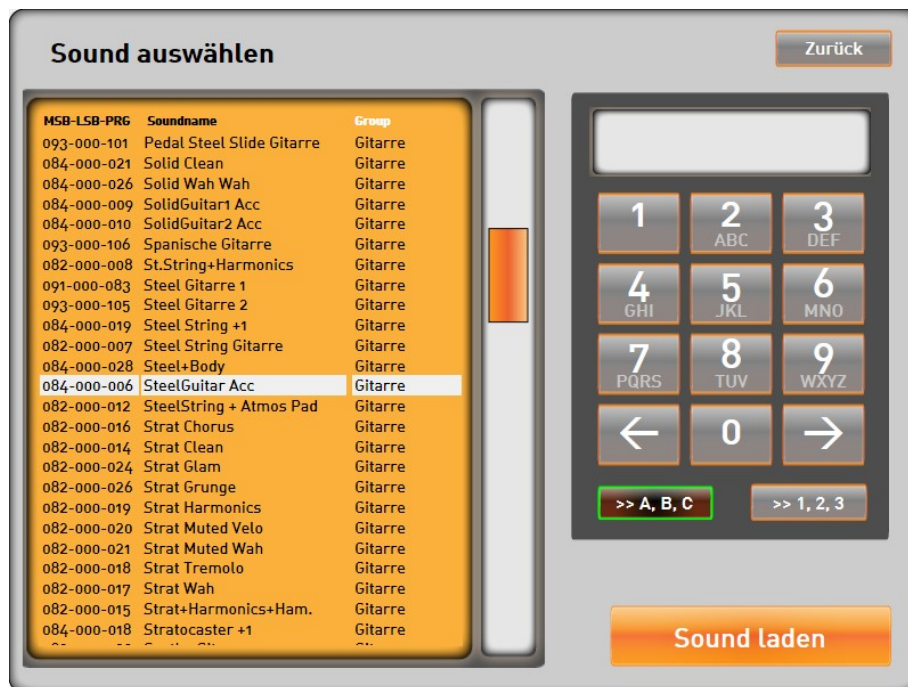 Sound auswählen
Zurück
MSB-LSB-PRG Soundname Group
093-000-101 Pedal Steel Slide Gitarre Gitarre
084-000-021 Solid Clean Gitarre
084-000-026 Solid Wah Wah Gitarre
084-000-009 SolidGuitar1 Acc Gitarre
084-000-010 SolidGuitar2 Acc Gitarre
093-000-106 Spanische Gitarre Gitarre
082-000-008 St.String+Harmonics Gitarre
091-000-083 Steel Gitarre 1 Gitarre
093-000-105 Steel Gitarre 2 Gitarre
084-000-019 Steel String +1 Gitarre
082-000-007 Steel String Gitarre Gitarre
084-000-028 Steel+Body Gitarre
084-000-006 SteelGuitar Acc Gitarre
082-000-012 SteelString + Atmos Pad Gitarre
082-000-016 Strat Chorus Gitarre
082-000-014 Strat Clean Gitarre
082-000-024 Strat Glam Gitarre
082-000-026 Strat Grunge Gitarre
082-000-019 Strat Harmonics Gitarre
082-000-020 Strat Muted Velo Gitarre
082-000-021 Strat Muted Wah Gitarre
082-000-018 Strat Tremolo Gitarre
082-000-017 Strat Wah Gitarre
082-000-015 Strat+Harmonics+Ham. Gitarre
084-000-018 Stratocaster +1 Gitarre
1 2 3
ABC DEF
4 5 6
GHI JKL MNO
7 8 9
PQRS TUV WXYZ
← 0 →
>> A, B, C >> 1, 2, 3
Sound laden